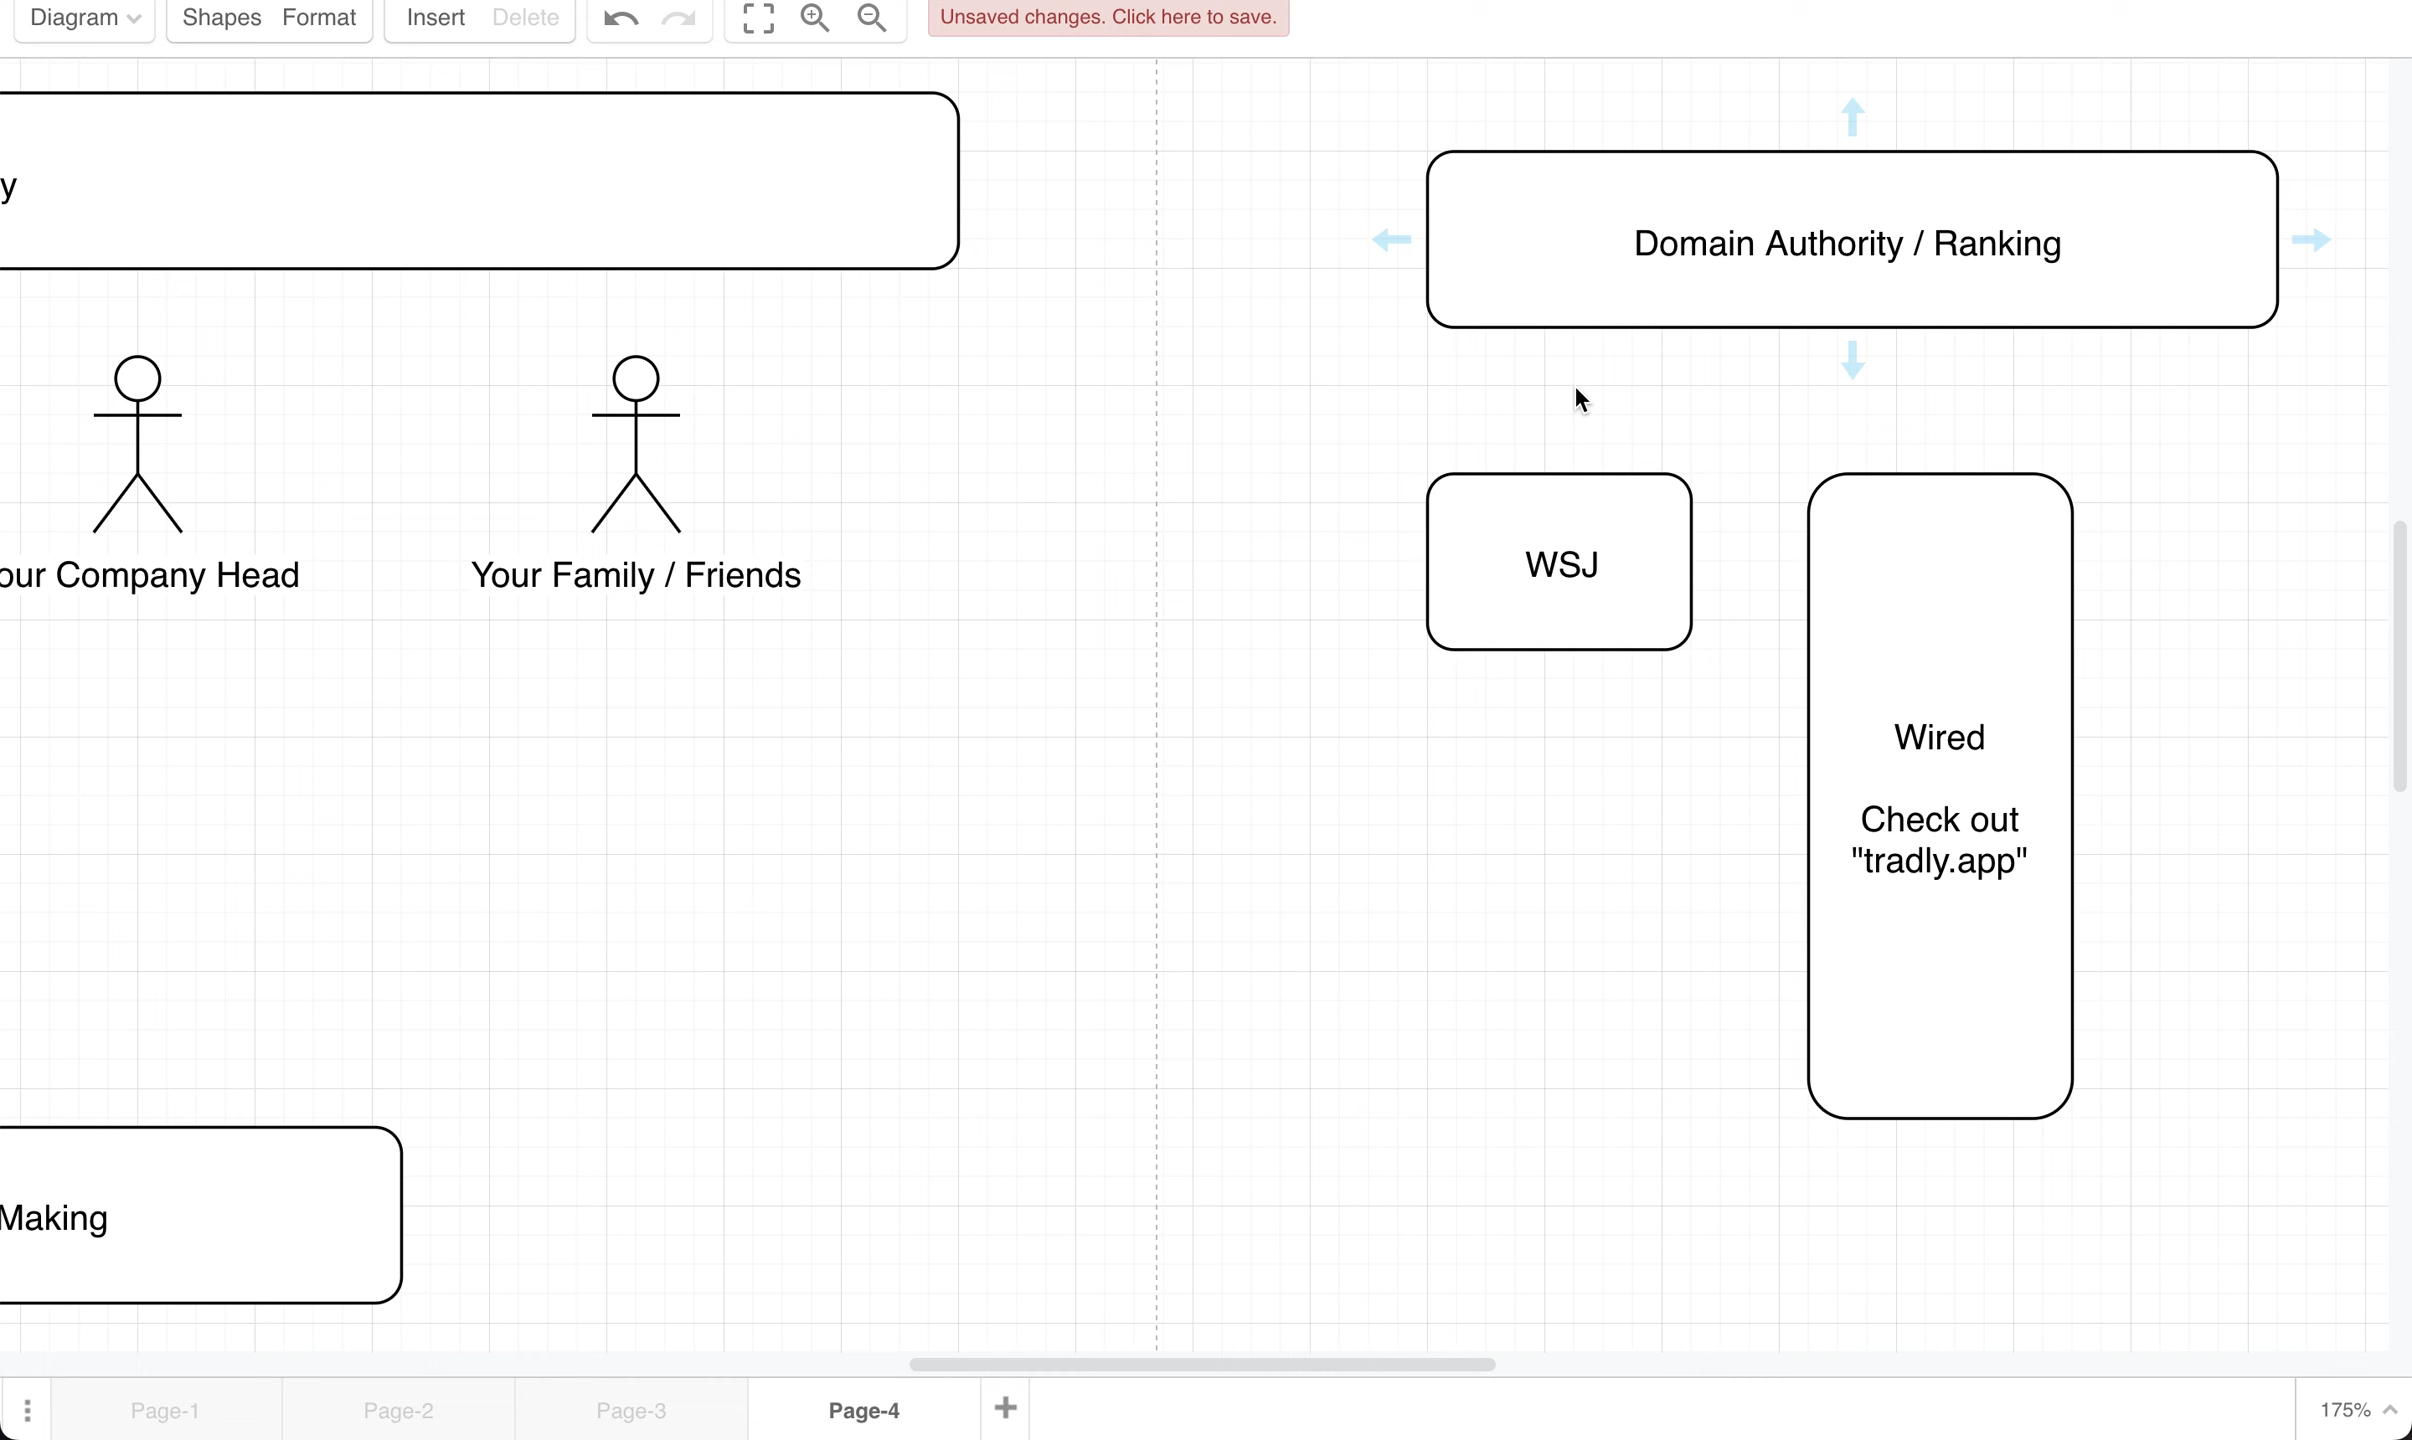 Diagram
Shapes Format
Insert Delete
Unsaved changes. Click here to save.
y
Domain Authority / Ranking
our Company Head
Your Family / Friends
WSJ
Wired
Check out
"tradly.app"
Making
Page-1
Page-2
Page-3
Page-4
175%